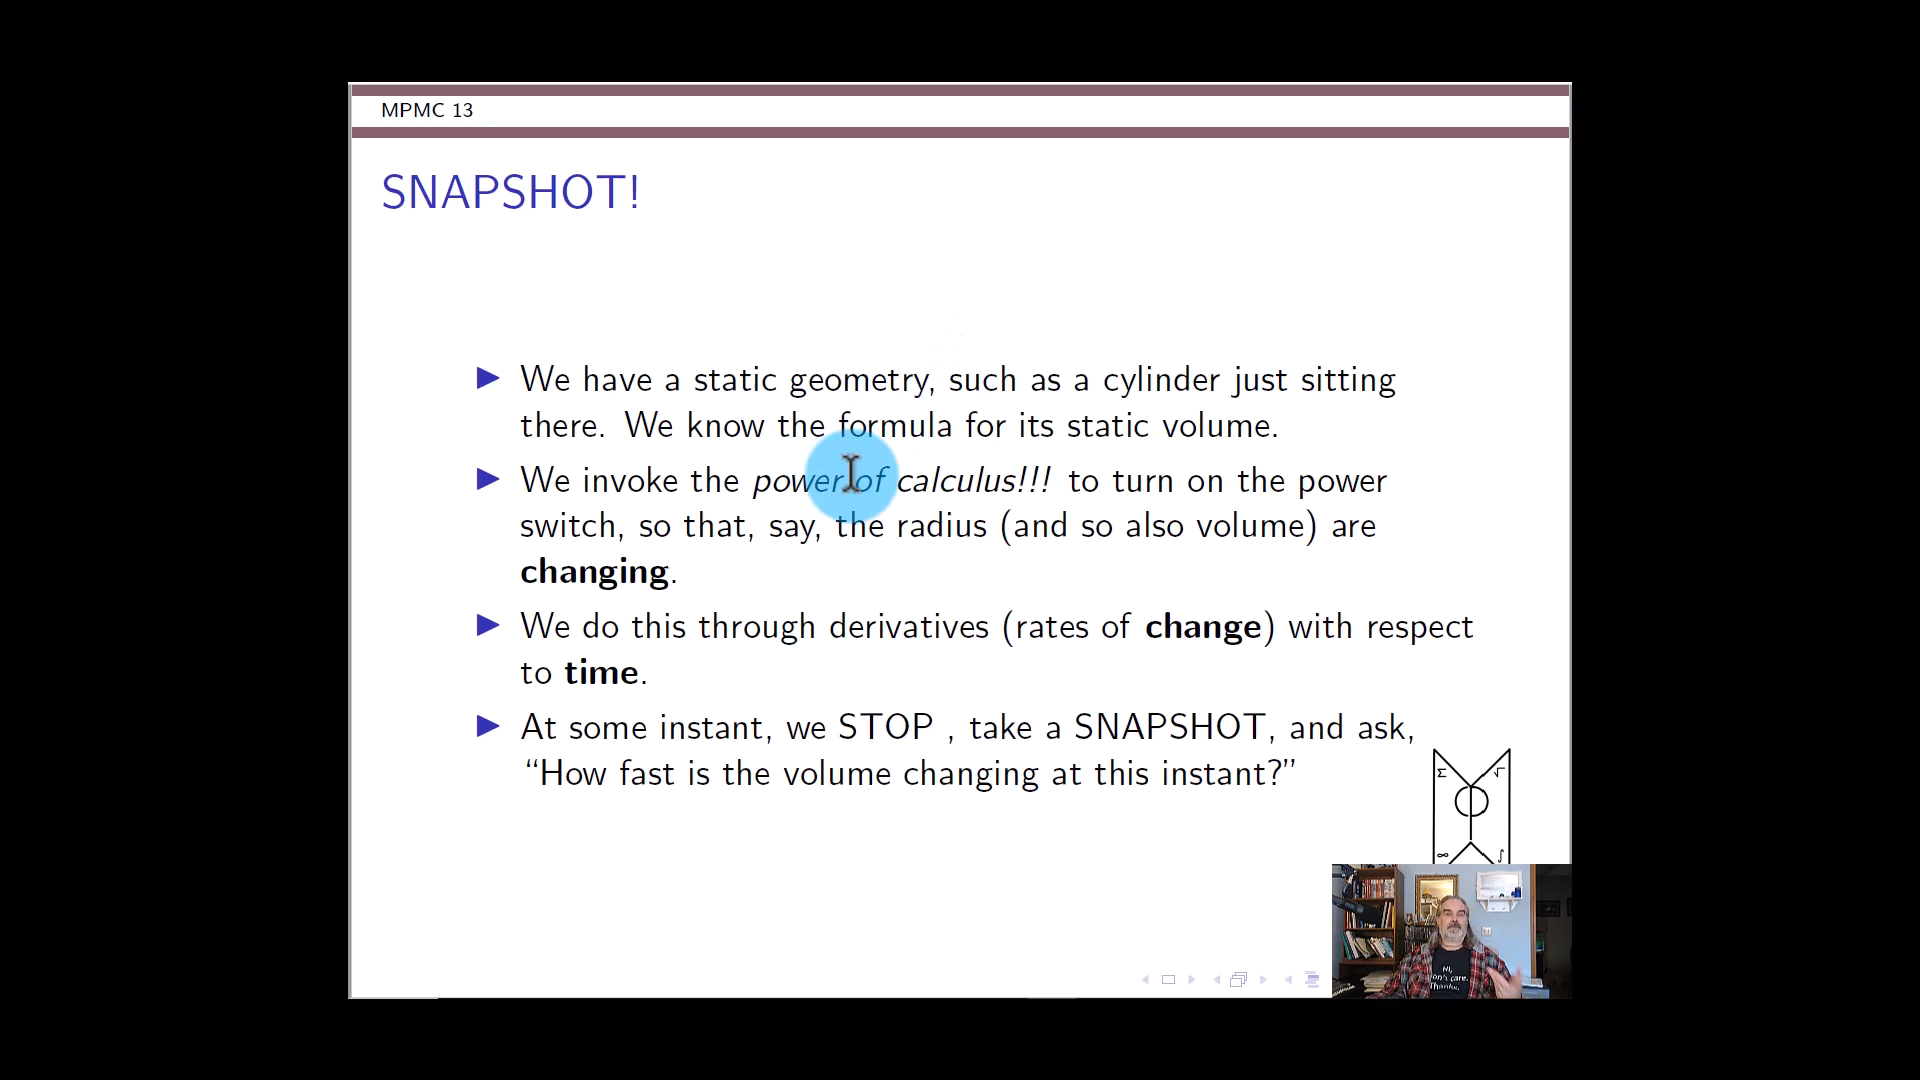 MPMC 13
SNAPSHOT!
We have a static geometry, such as a cylinder just sitting
there. We know the formula for its static volume.
We invoke the power of calculus!!! to turn on the power
switch, so that, say, the radius (and so also volume) are
changing.
We do this through derivatives (rates of change) with respect
to time.
At some instant, we STOP , take a SNAPSHOT, and ask,
“How fast is the volume changing at this instant?”
Σ √
∞ ∫
HI,
care.
Thanks.